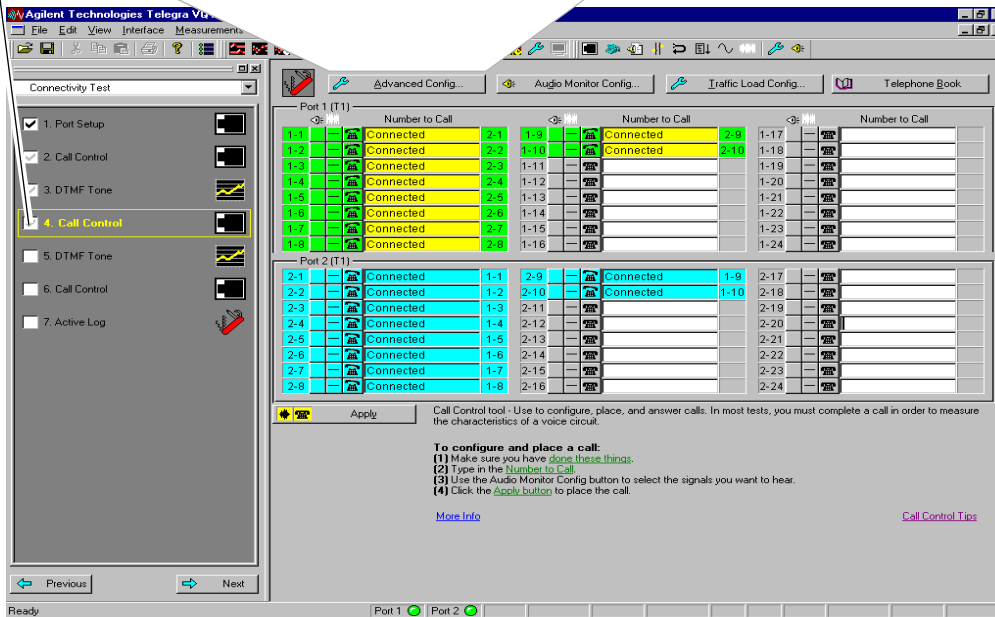 Agilent Technologies Telegra VQ
File Edit View Interface Measurements
Connectivity Test
1. Port Setup
2. Call Control
3. DTMF Tone
4. Call Control
5. DTMF Tone
6. Call Control
7. Active Log
Previous Next
Advanced Config... Audio Monitor Config... Traffic Load Config... Telephone Book
Port 1 (T1)
Number to Call Number to Call Number to Call
1-1 Connected 2-1 1-9 Connected 2-9 1-17
1-2 Connected 2-2 1-10 Connected 2-10 1-18
1-3 Connected 2-3 1-11 1-19
1-4 Connected 2-4 1-12 1-20
1-5 Connected 2-5 1-13 1-21
1-6 Connected 2-6 1-14 1-22
1-7 Connected 2-7 1-15 1-23
1-8 Connected 2-8 1-16 1-24
Port 2 (T1)
2-1 Connected 1-1 2-9 Connected 1-9 2-17
2-2 Connected 1-2 2-10 Connected 1-10 2-18
2-3 Connected 1-3 2-11 2-19
2-4 Connected 1-4 2-12 2-20
2-5 Connected 1-5 2-13 2-21
2-6 Connected 1-6 2-14 2-22
2-7 Connected 1-7 2-15 2-23
2-8 Connected 1-8 2-16 2-24
Apply
Call Control tool - Use to configure, place, and answer calls. In most tests, you must complete a call in order to measure
the characteristics of a voice circuit.
To configure and place a call:
(1) Make sure you have done these things.
(2) Type in the Number to Call.
(3) Use the Audio Monitor Config button to select the signals you want to hear.
(4) Click the Apply button to place the call.
More Info Call Control Tips
Ready Port 1 Port 2